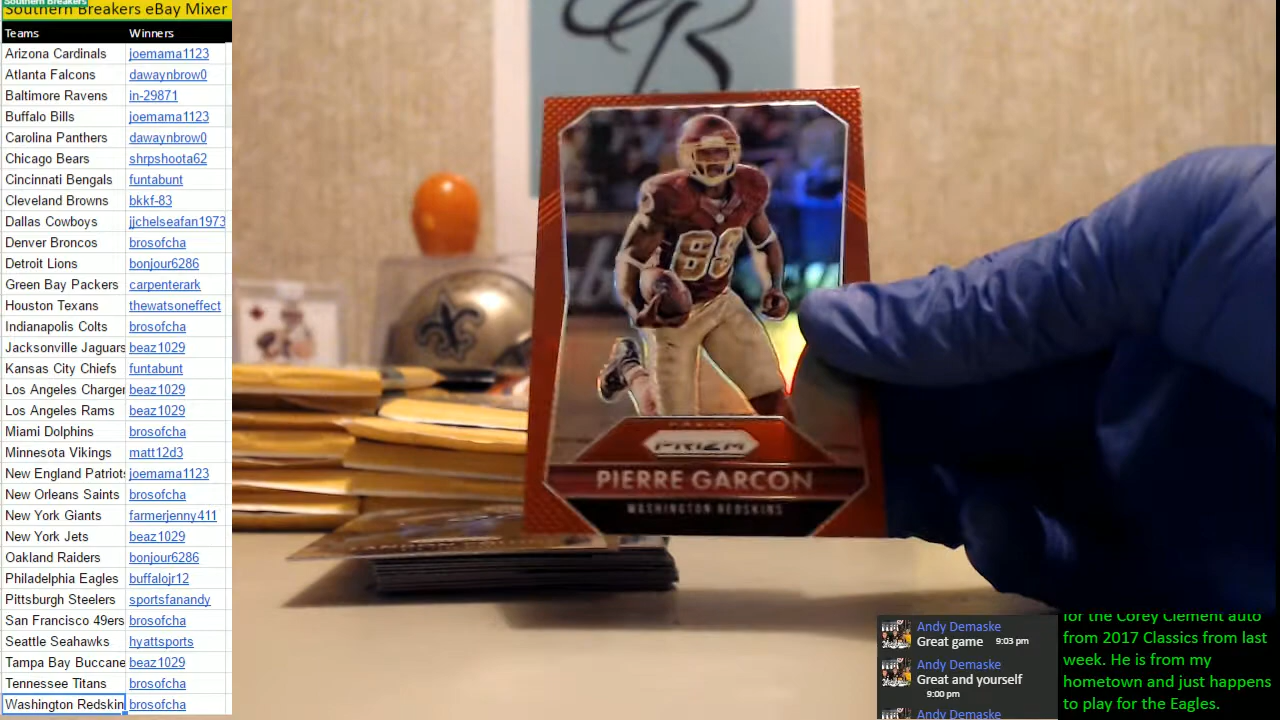 Southern Breakers
Southern Breakers eBay Mixer
Teams Winners
Arizona Cardinals joemama1123
Atlanta Falcons dawaynbrow0
Baltimore Ravens in-29871
Buffalo Bills joemama1123
Carolina Panthers dawaynbrow0
Chicago Bears shrpshoota62
Cincinnati Bengals funtabunt
Cleveland Browns bkkf-83
Dallas Cowboys jjchelseafan1973
Denver Broncos brosofcha
Detroit Lions bonjour6286
Green Bay Packers carpenterark
Houston Texans thewatsoneffect
Indianapolis Colts brosofcha
Jacksonville Jaguars beaz1029
Kansas City Chiefs funtabunt
Los Angeles Charger beaz1029
Los Angeles Rams beaz1029
Miami Dolphins brosofcha
Minnesota Vikings matt12d3
New England Patriots joemama1123
New Orleans Saints brosofcha
New York Giants farmerjenny411
New York Jets beaz1029
Oakland Raiders bonjour6286
Philadelphia Eagles buffalojr12
Pittsburgh Steelers sportsfanandy
San Francisco 49ers brosofcha
Seattle Seahawks hyattsports
Tampa Bay Buccane beaz1029
Tennessee Titans brosofcha
Washington Redskin brosofcha
PANINI
PRIZM
PIERRE GARCON
WASHINGTON REDSKINS
Andy Demaske
Great game 9:03 pm
Andy Demaske
Great and yourself
9:00 pm
Andy Demaske
for the Corey Clement auto
from 2017 Classics from last
week. He is from my
hometown and just happens
to play for the Eagles.